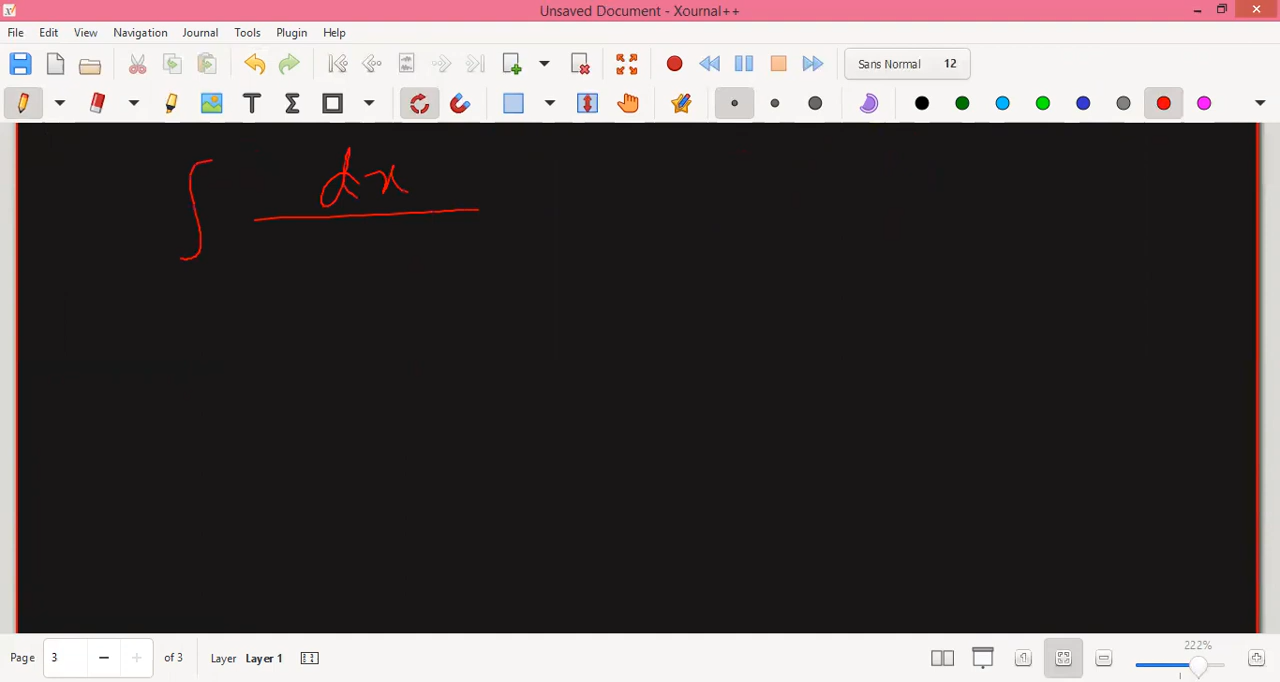 Unsaved Document - Xournal++
File Edit View Navigation Journal Tools Plugin Help
Sans Normal 12
∫ dx
Page 3 of 3 Layer Layer 1 222%